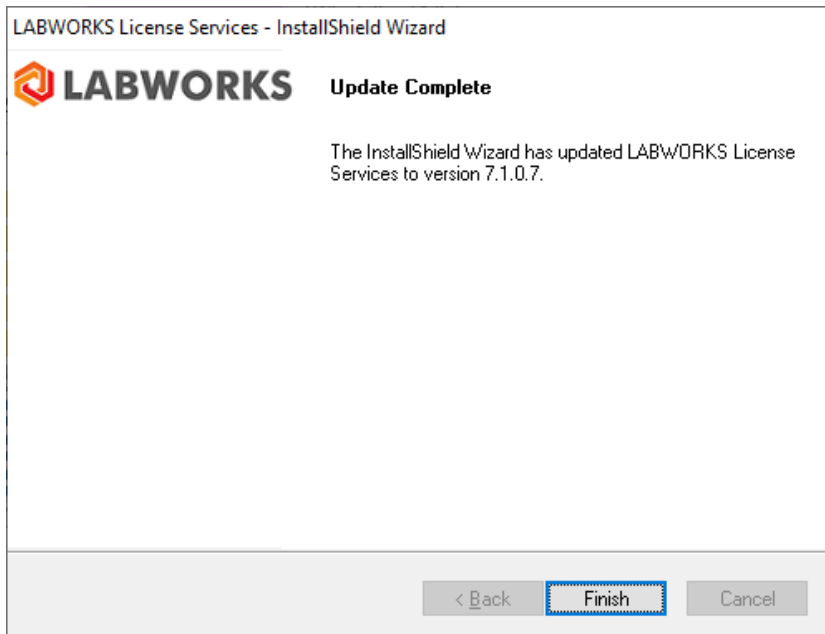 LABWORKS License Services - InstallShield Wizard
LABWORKS
Update Complete
The InstallShield Wizard has updated LABWORKS License
Services to version 7.1.0.7.
< Back
Finish
Cancel